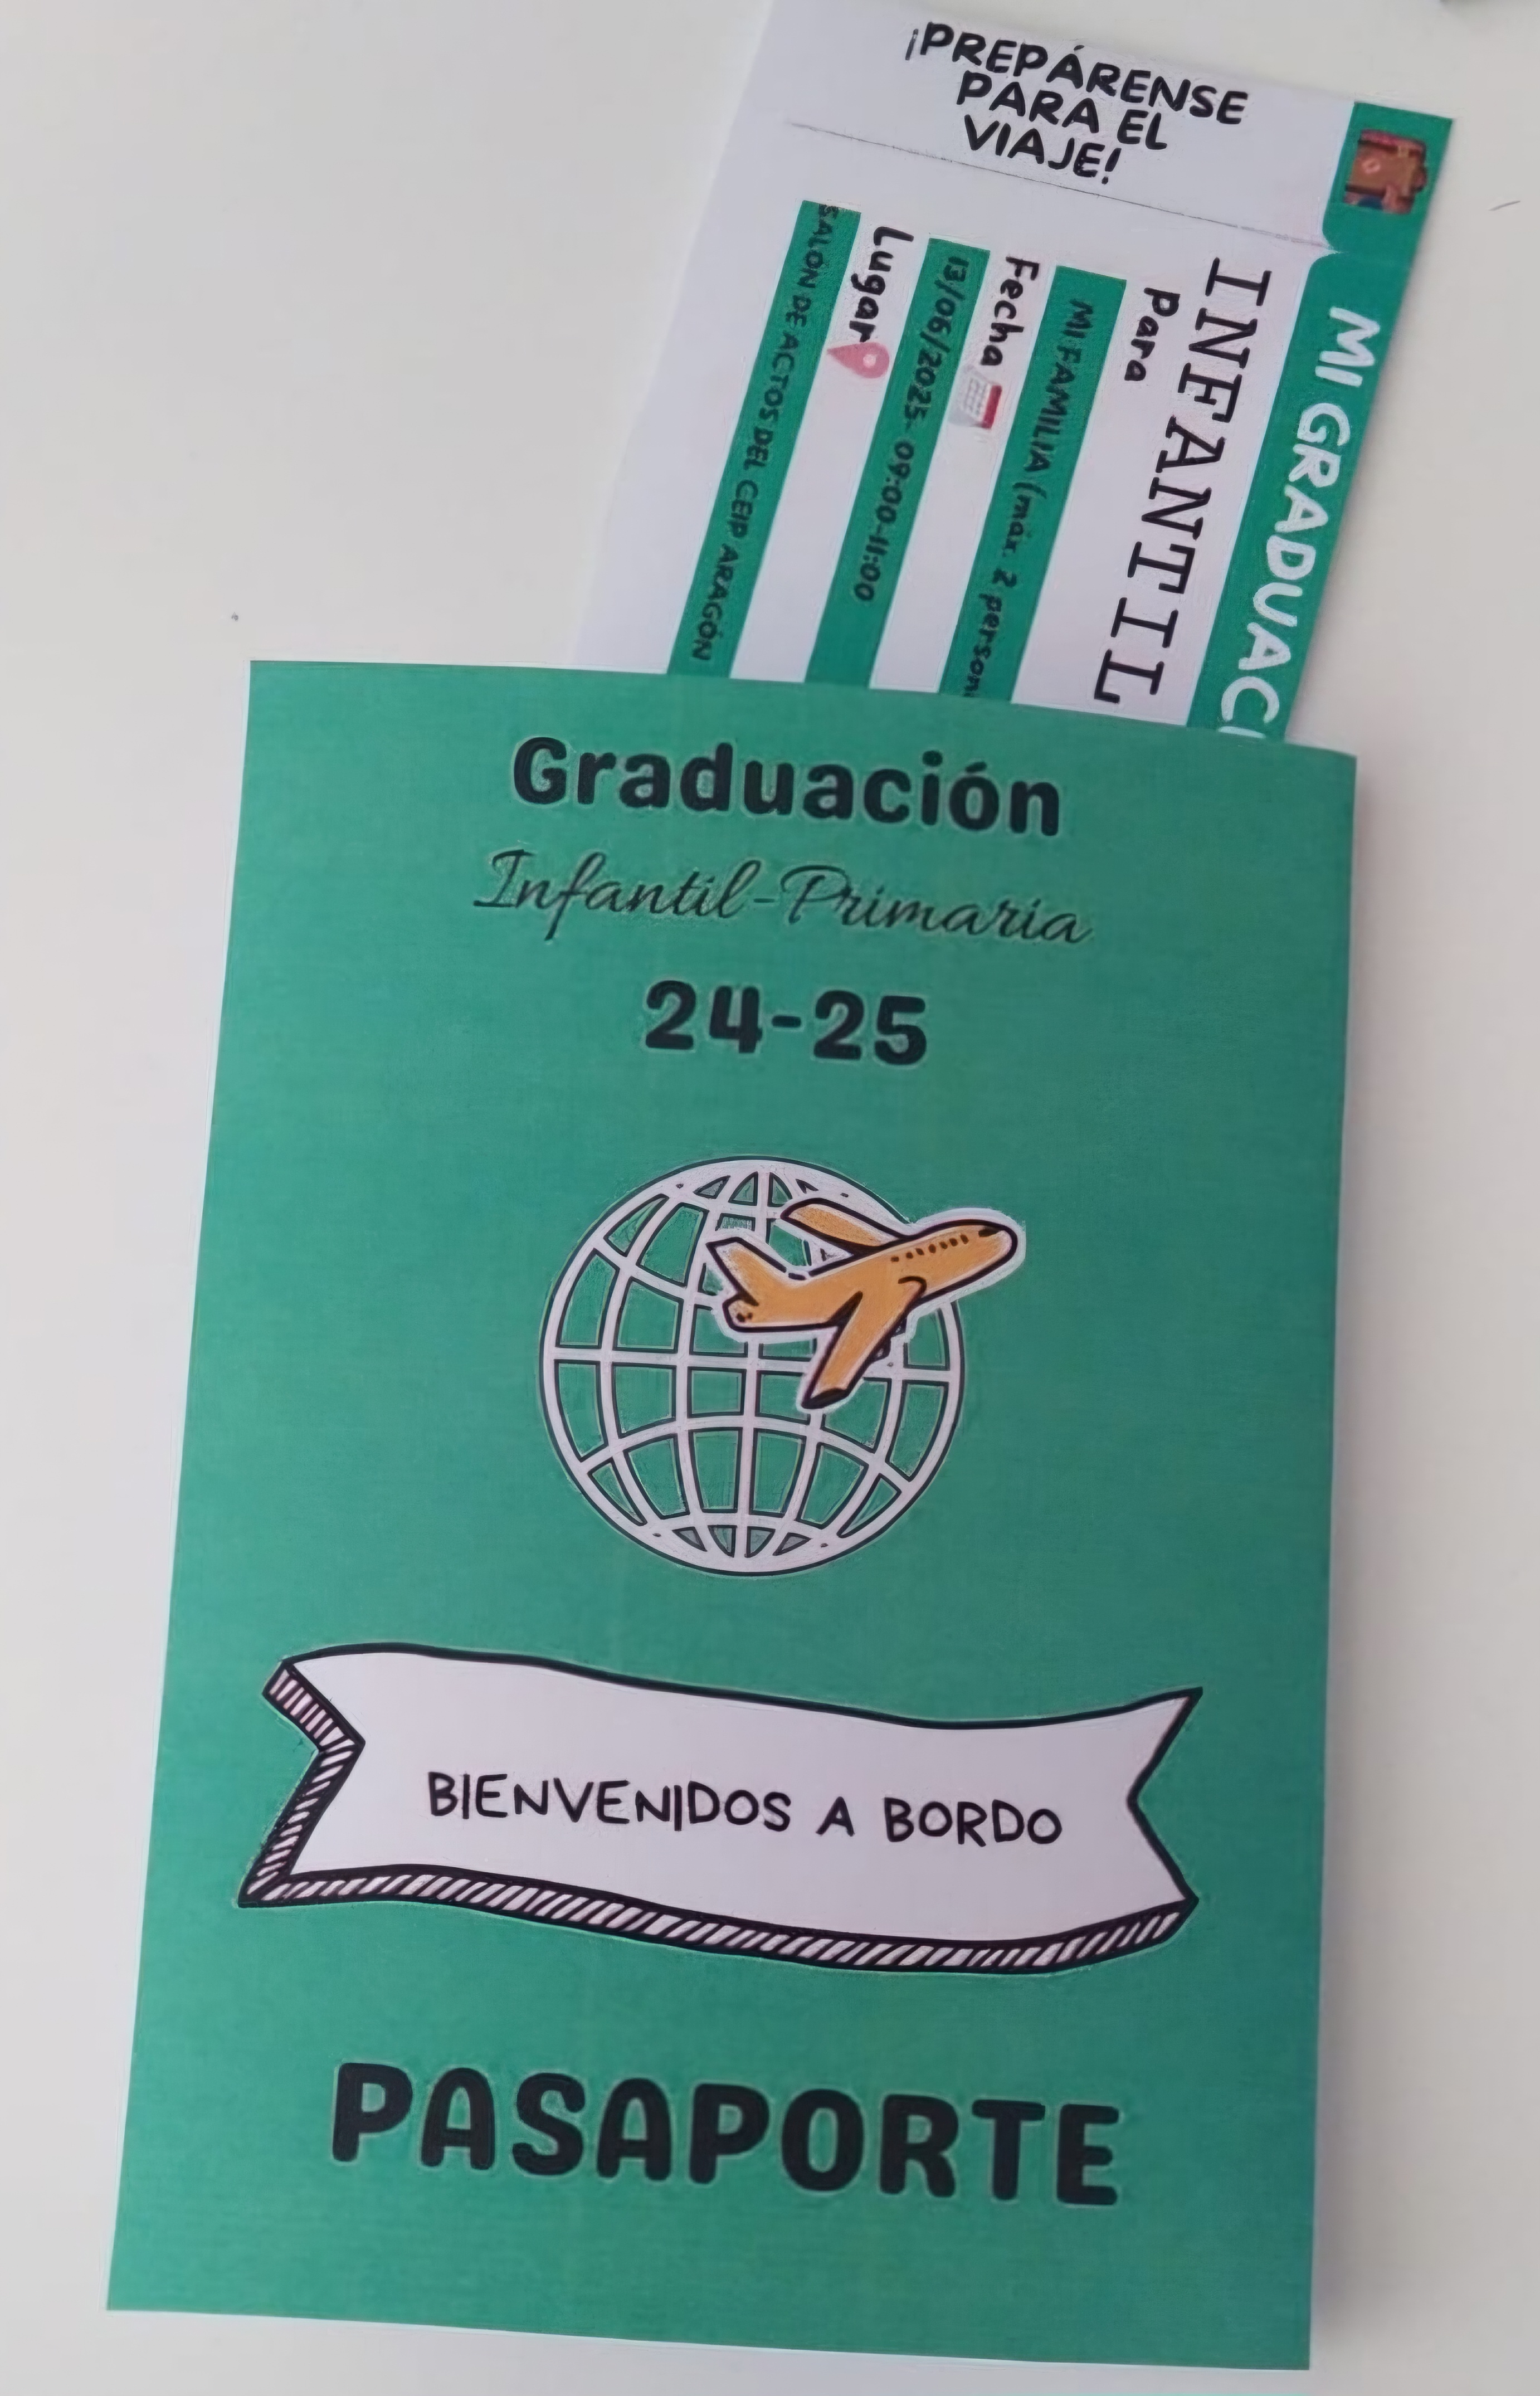 ¡PREPÁRENSE
PARA EL
VIAJE!
MI GRADUAC
INFANTIL
Para
MI FAMILIA (máx. 2 person
Fecha
13/06/2025- 09:00-11:00
Lugar
SALÓN DE ACTOS DEL CEIP ARAGÓN
Graduación
Infantil-Primaria
24-25
BIENVENIDOS A BORDO
PASAPORTE